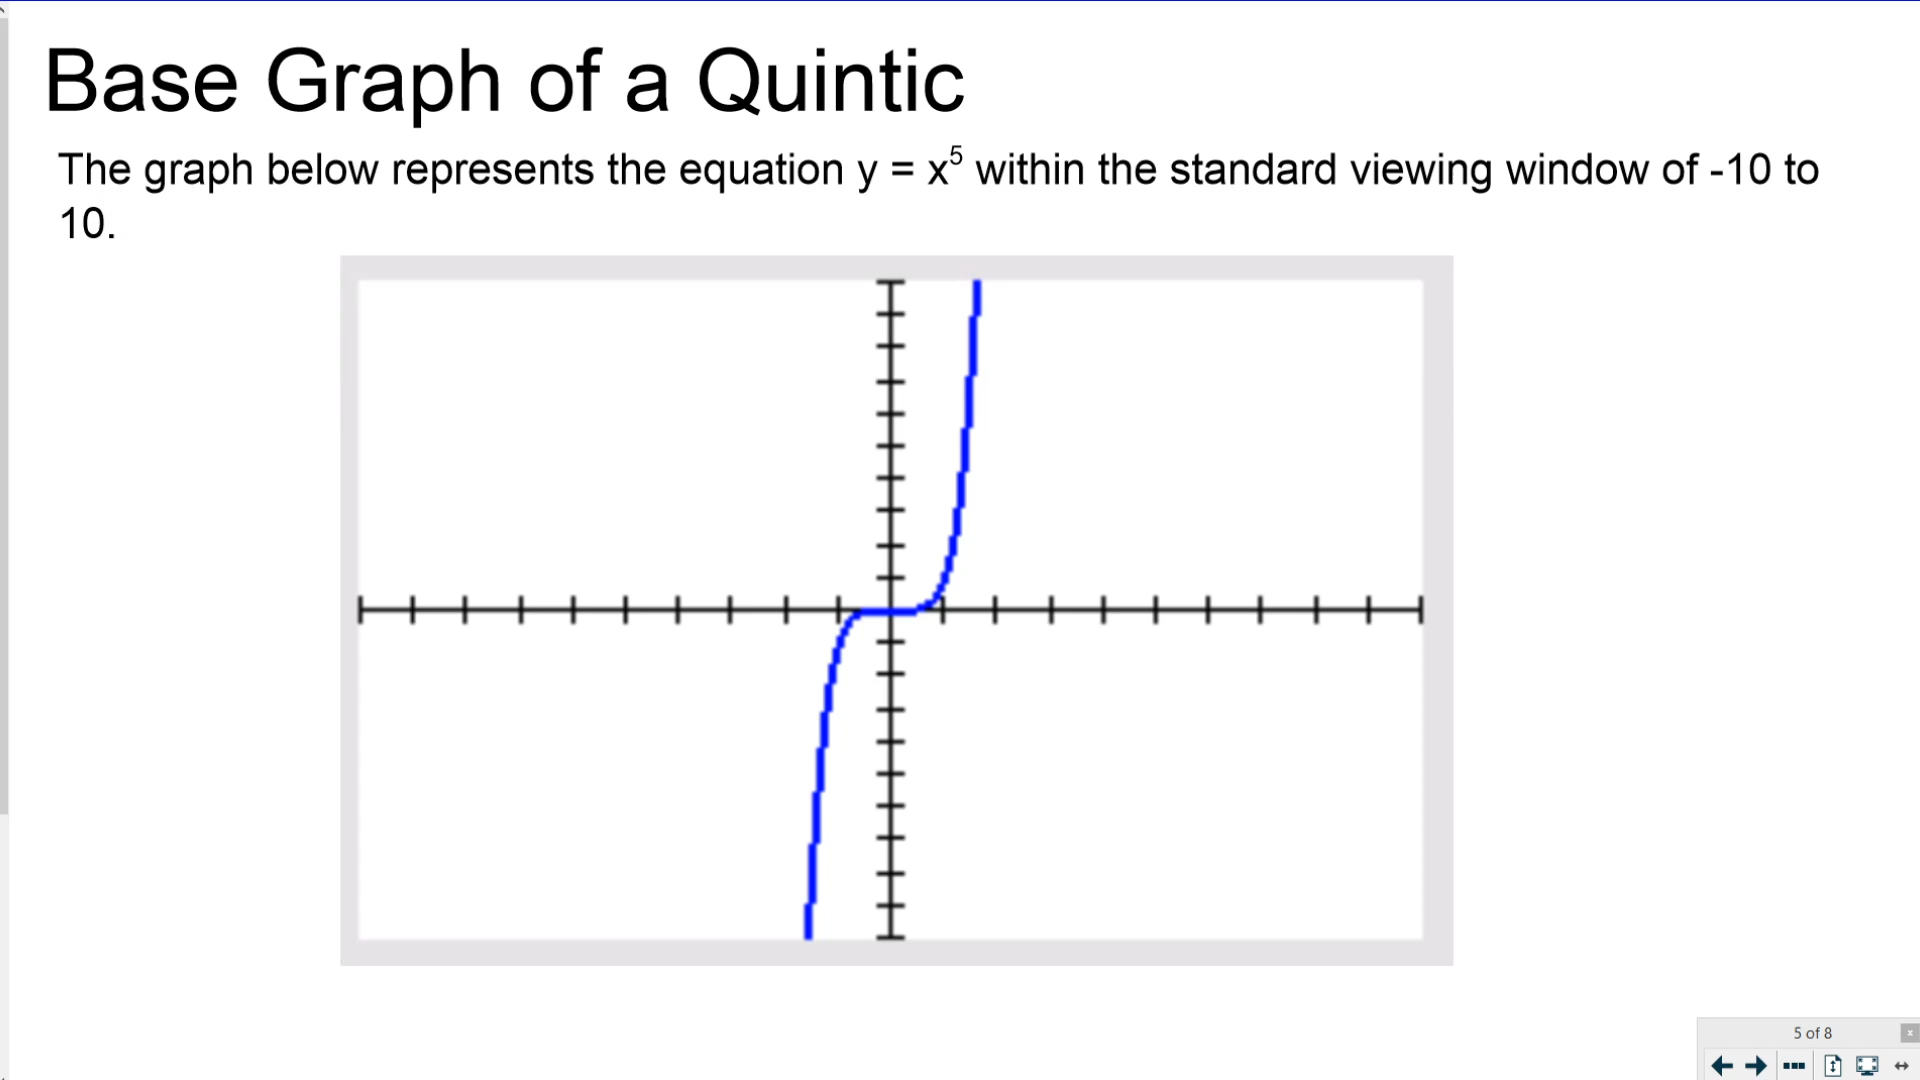 Base Graph of a Quintic
The graph below represents the equation y = x⁵ within the standard viewing window of -10 to
10.
5 of 8
x